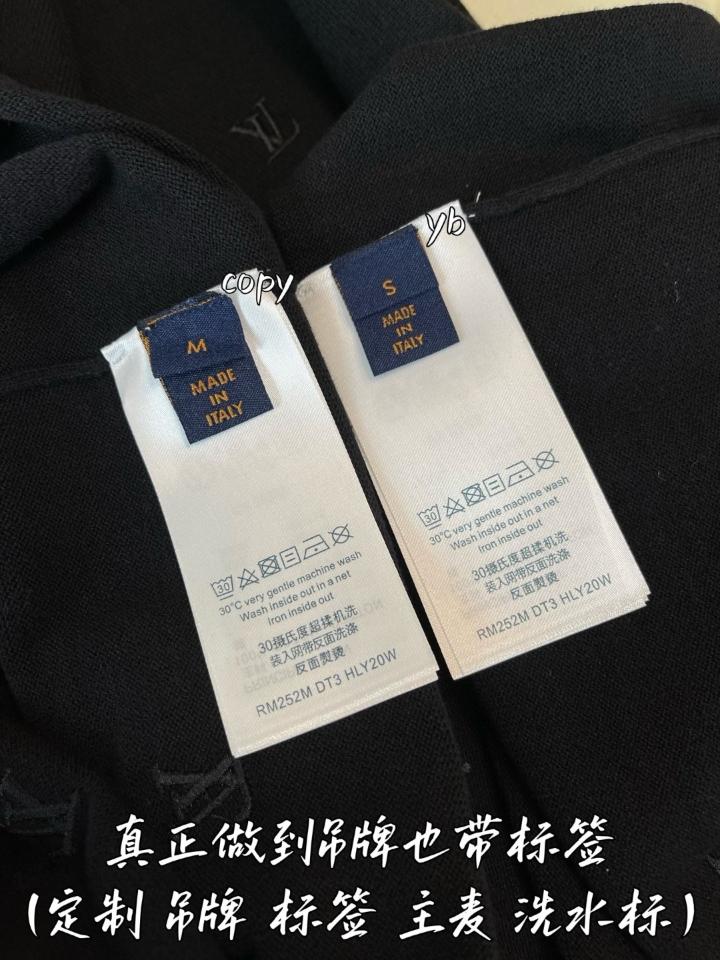 LV
yb
copy
S
MADE
IN
ITALY
M
MADE
IN
ITALY
30
30°C very gentle machine wash
Wash inside out in a net
Iron inside out
30摄氏度超揉机洗
装入网带反面洗涤
反面熨烫
RM252M DT3 HLY20W
30
30°C very gentle machine wash
Wash inside out in a net
Iron inside out
30摄氏度超揉机洗
装入网带反面洗涤
反面熨烫
RM252M DT3 HLY20W
LV
LV
真正做到吊牌也带标签
(定制 吊牌 标签 主麦 洗水标)